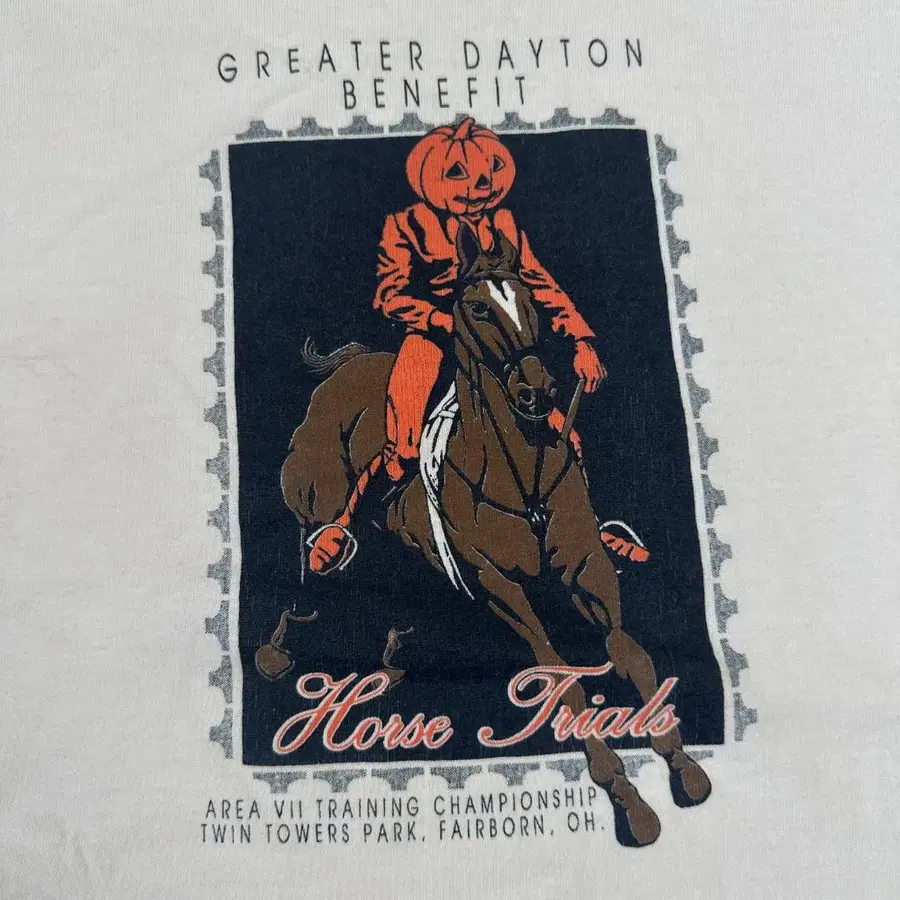 GREATER DAYTON
BENEFIT
Horse Trials
AREA VII TRAINING CHAMPIONSHIP
TWIN TOWERS PARK, FAIRBORN, OH.